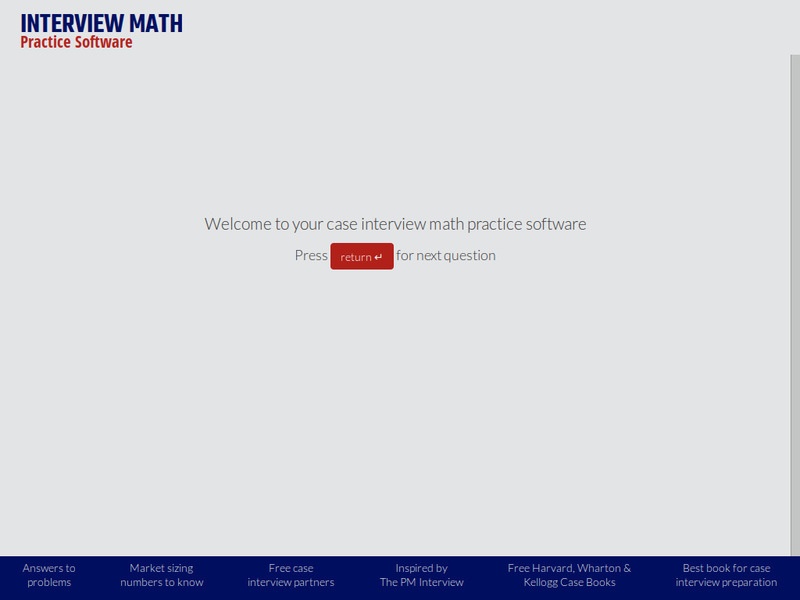 INTERVIEW MATH
Practice Software
Welcome to your case interview math practice software
Press return ↵ for next question
Answers to
problems
Market sizing
numbers to know
Free case
interview partners
Inspired by
The PM Interview
Free Harvard, Wharton &
Kellogg Case Books
Best book for case
interview preparation